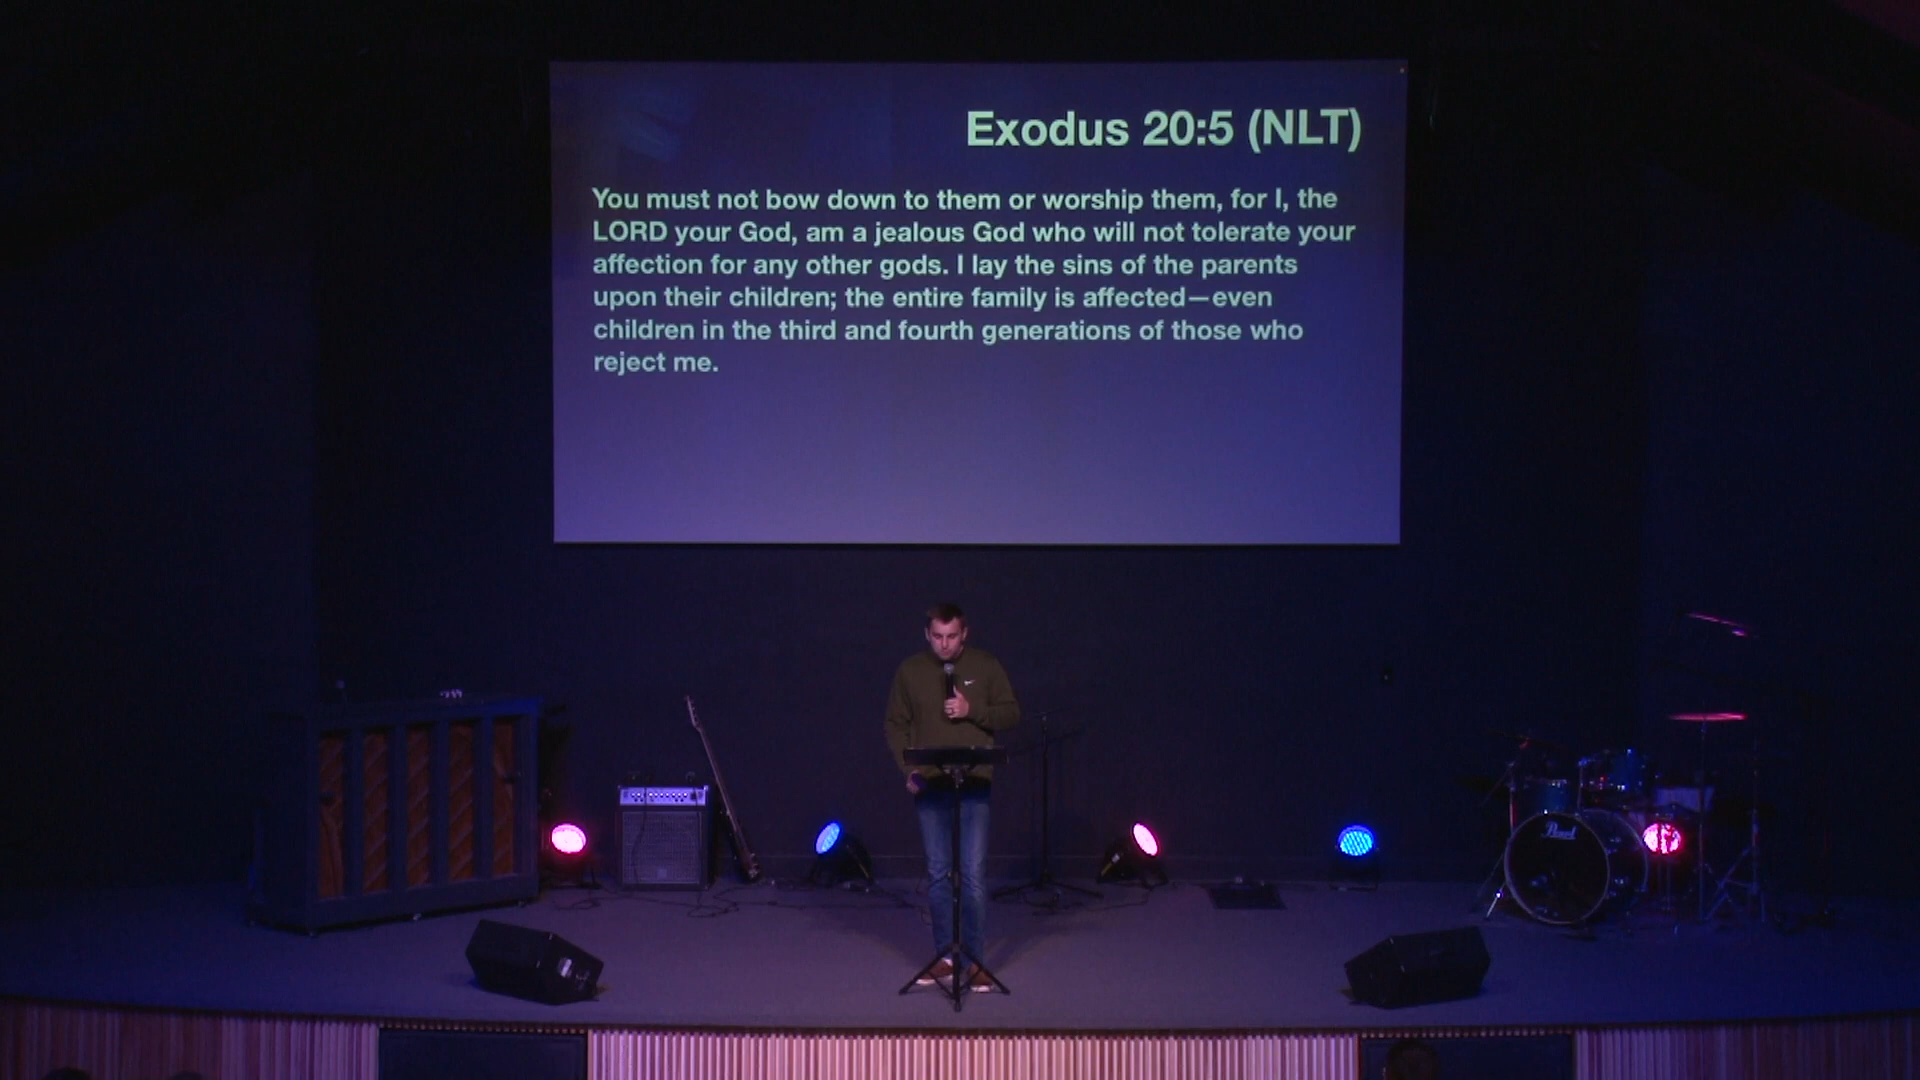 Exodus 20:5 (NLT)
You must not bow down to them or worship them, for I, the
LORD your God, am a jealous God who will not tolerate your
affection for any other gods. I lay the sins of the parents
upon their children; the entire family is affected—even
children in the third and fourth generations of those who
reject me.
Pearl